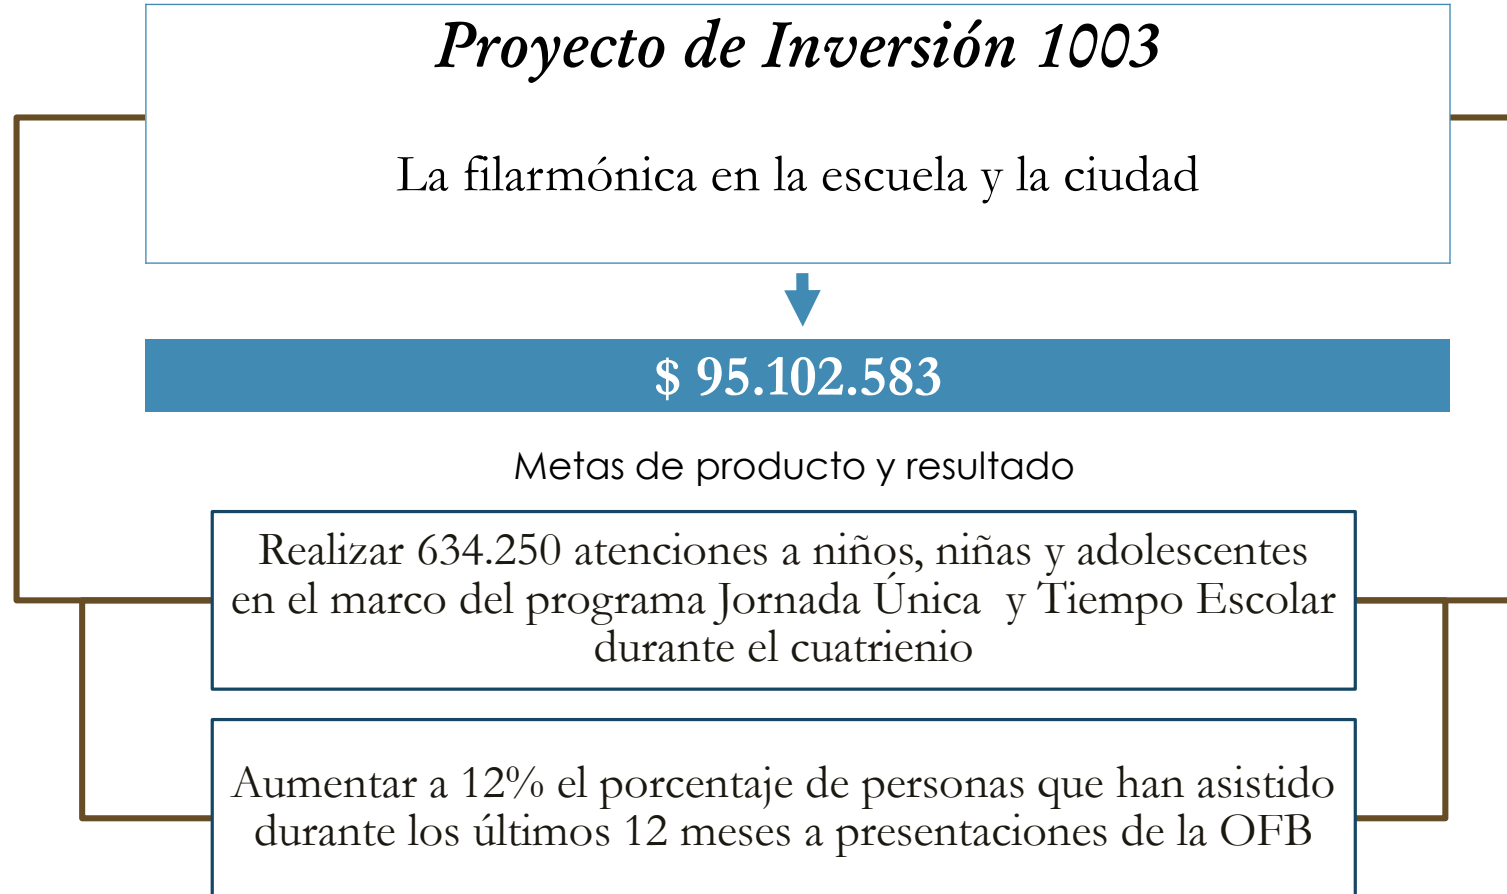 Proyecto de Inversión 1003
La filarmónica en la escuela y la ciudad
$ 95.102.583
Metas de producto y resultado
Realizar 634.250 atenciones a niños, niñas y adolescentes
en el marco del programa Jornada Única  y Tiempo Escolar
durante el cuatrienio
Aumentar a 12% el porcentaje de personas que han asistido
durante los últimos 12 meses a presentaciones de la OFB